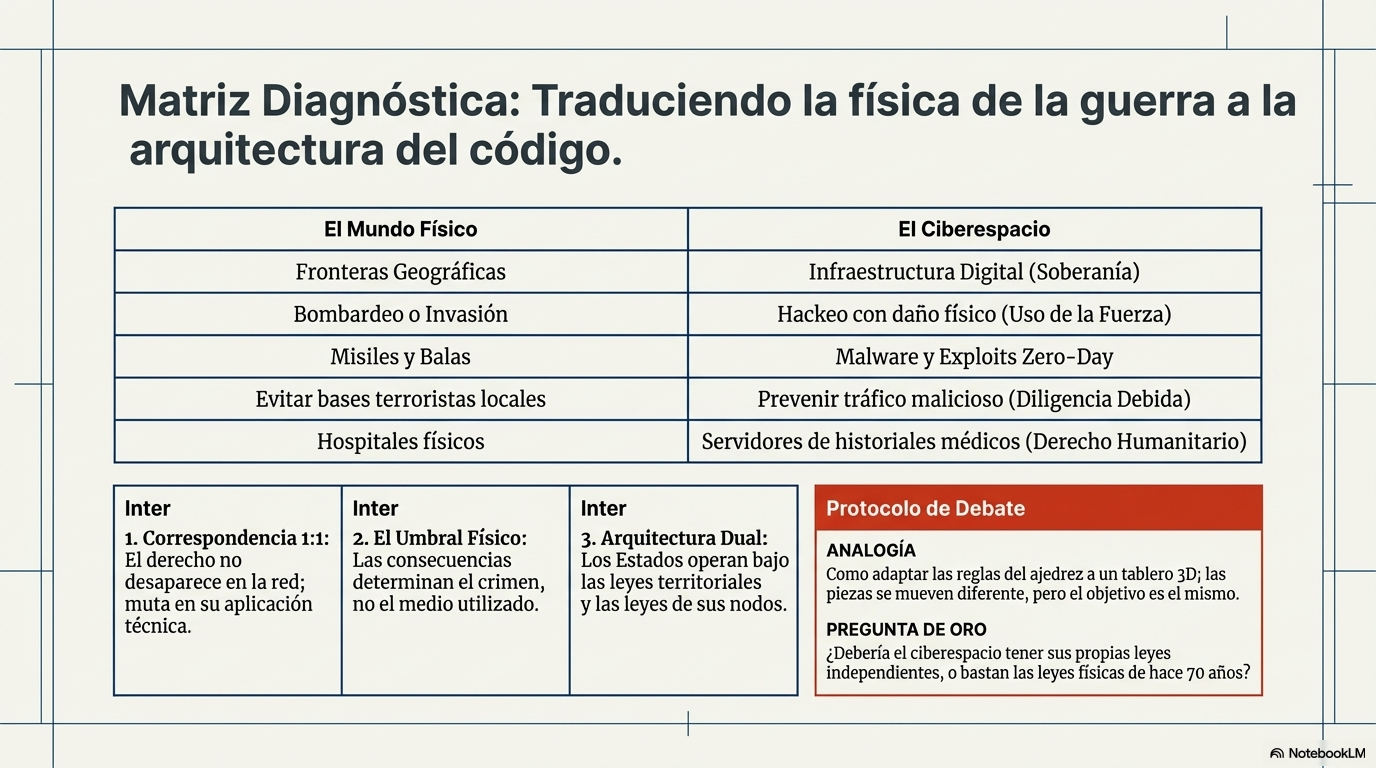 Matriz Diagnóstica: Traduciendo la física de la guerra a la
arquitectura del código.
El Mundo Físico
El Ciberespacio
Fronteras Geográficas
Infraestructura Digital (Soberanía)
Bombardeo o Invasión
Hackeo con daño físico (Uso de la Fuerza)
Misiles y Balas
Malware y Exploits Zero-Day
Evitar bases terroristas locales
Prevenir tráfico malicioso (Diligencia Debida)
Hospitales físicos
Servidores de historiales médicos (Derecho Humanitario)
Inter
1. Correspondencia 1:1:
El derecho no
desaparece en la red;
muta en su aplicación
técnica.
Inter
2. El Umbral Físico:
Las consecuencias
determinan el crimen,
no el medio utilizado.
Inter
3. Arquitectura Dual:
Los Estados operan bajo
las leyes territoriales
y las leyes de sus nodos.
Protocolo de Debate
ANALOGÍA
Como adaptar las reglas del ajedrez a un tablero 3D; las
piezas se mueven diferente, pero el objetivo es el mismo.
PREGUNTA DE ORO
¿Debería el ciberespacio tener sus propias leyes
independientes, o bastan las leyes físicas de hace 70 años?
NotebookLM